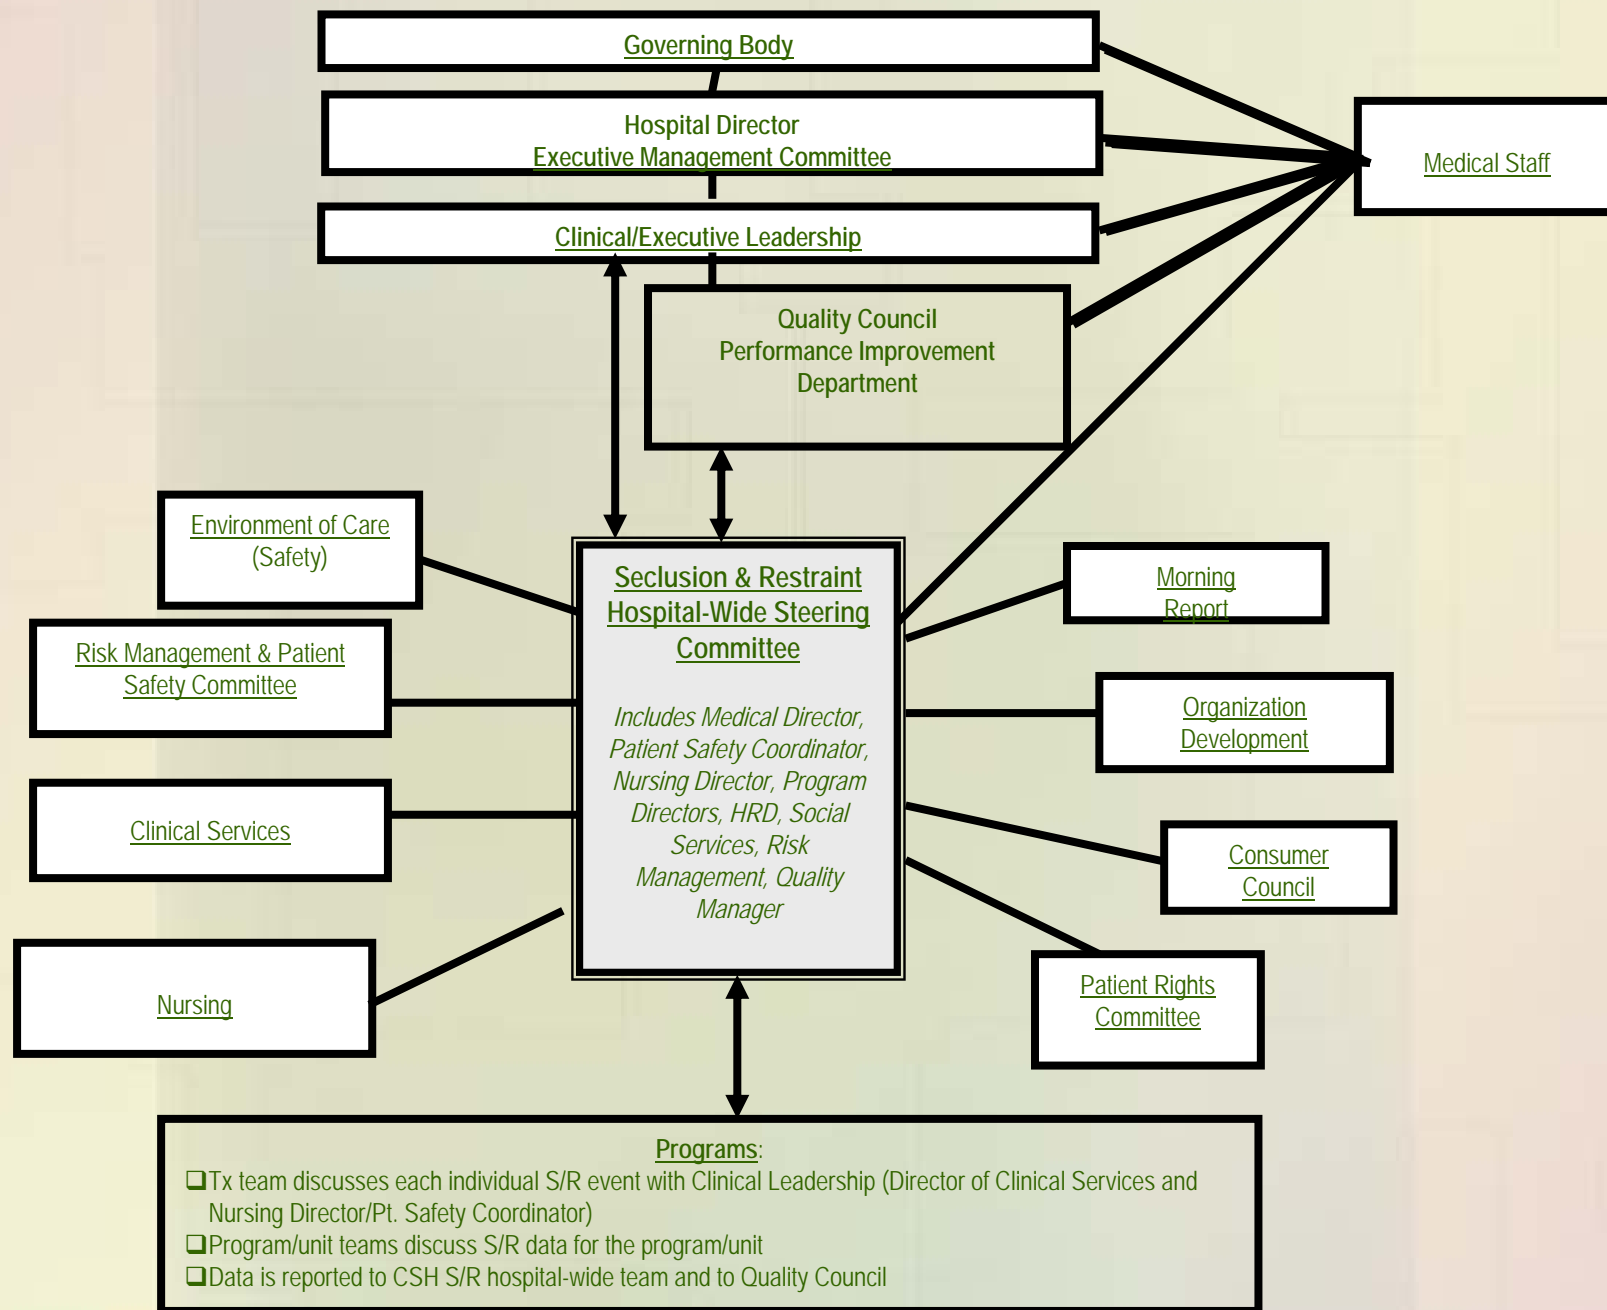 Governing Body
Hospital Director
Executive Management Committee
Medical Staff
Clinical/Executive Leadership
Quality Council
Performance Improvement
Department
Environment of Care
(Safety)
Risk Management & Patient
Safety Committee
Clinical Services
Nursing
Seclusion & Restraint
Hospital-Wide Steering
Committee
Includes Medical Director,
Patient Safety Coordinator,
Nursing Director, Program
Directors, HRD, Social
Services, Risk
Management, Quality
Manager
Morning
Report
Organization
Development
Consumer
Council
Patient Rights
Committee
Programs:
❑Tx team discusses each individual S/R event with Clinical Leadership (Director of Clinical Services and
Nursing Director/Pt. Safety Coordinator)
❑Program/unit teams discuss S/R data for the program/unit
❑Data is reported to CSH S/R hospital-wide team and to Quality Council